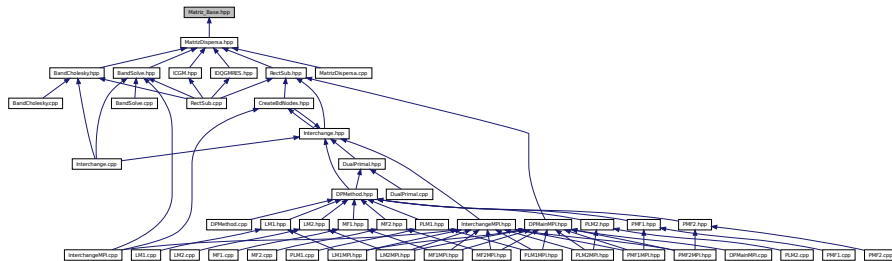 Matriz_Base.hpp
MatrizDispersa.hpp
BandCholesky.hpp BandSolve.hpp ICGM.hpp IDQGMRES.hpp RectSub.hpp MatrizDispersa.cpp
BandCholesky.cpp BandSolve.cpp RectSub.cpp CreateBdNodes.hpp
Interchange.hpp
Interchange.cpp DualPrimal.hpp
DPMethod.hpp DualPrimal.cpp
DPMethod.cpp LM1.hpp LM2.hpp MF1.hpp MF2.hpp PLM1.hpp InterchangeMPI.hpp DPMainMPI.hpp PLM2.hpp PMF1.hpp PMF2.hpp
InterchangeMPI.cpp LM1.cpp LM2.cpp MF1.cpp MF2.cpp PLM1.cpp LM1MPI.hpp LM2MPI.hpp MF1MPI.hpp MF2MPI.hpp PLM1MPI.hpp PLM2MPI.hpp PMF1MPI.hpp PMF2MPI.hpp DPMainMPI.cpp PLM2.cpp PMF1.cpp PMF2.cpp